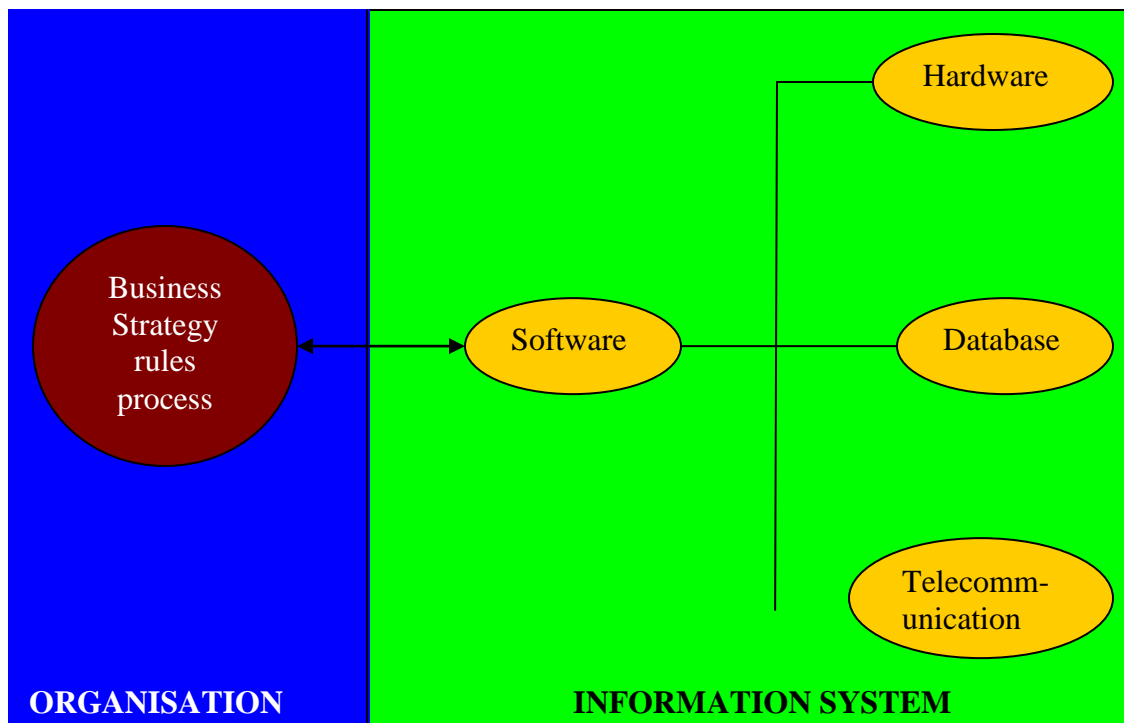 Hardware
Business
Strategy
rules
process
Software
Database
Telecomm-
unication
ORGANISATION
INFORMATION SYSTEM